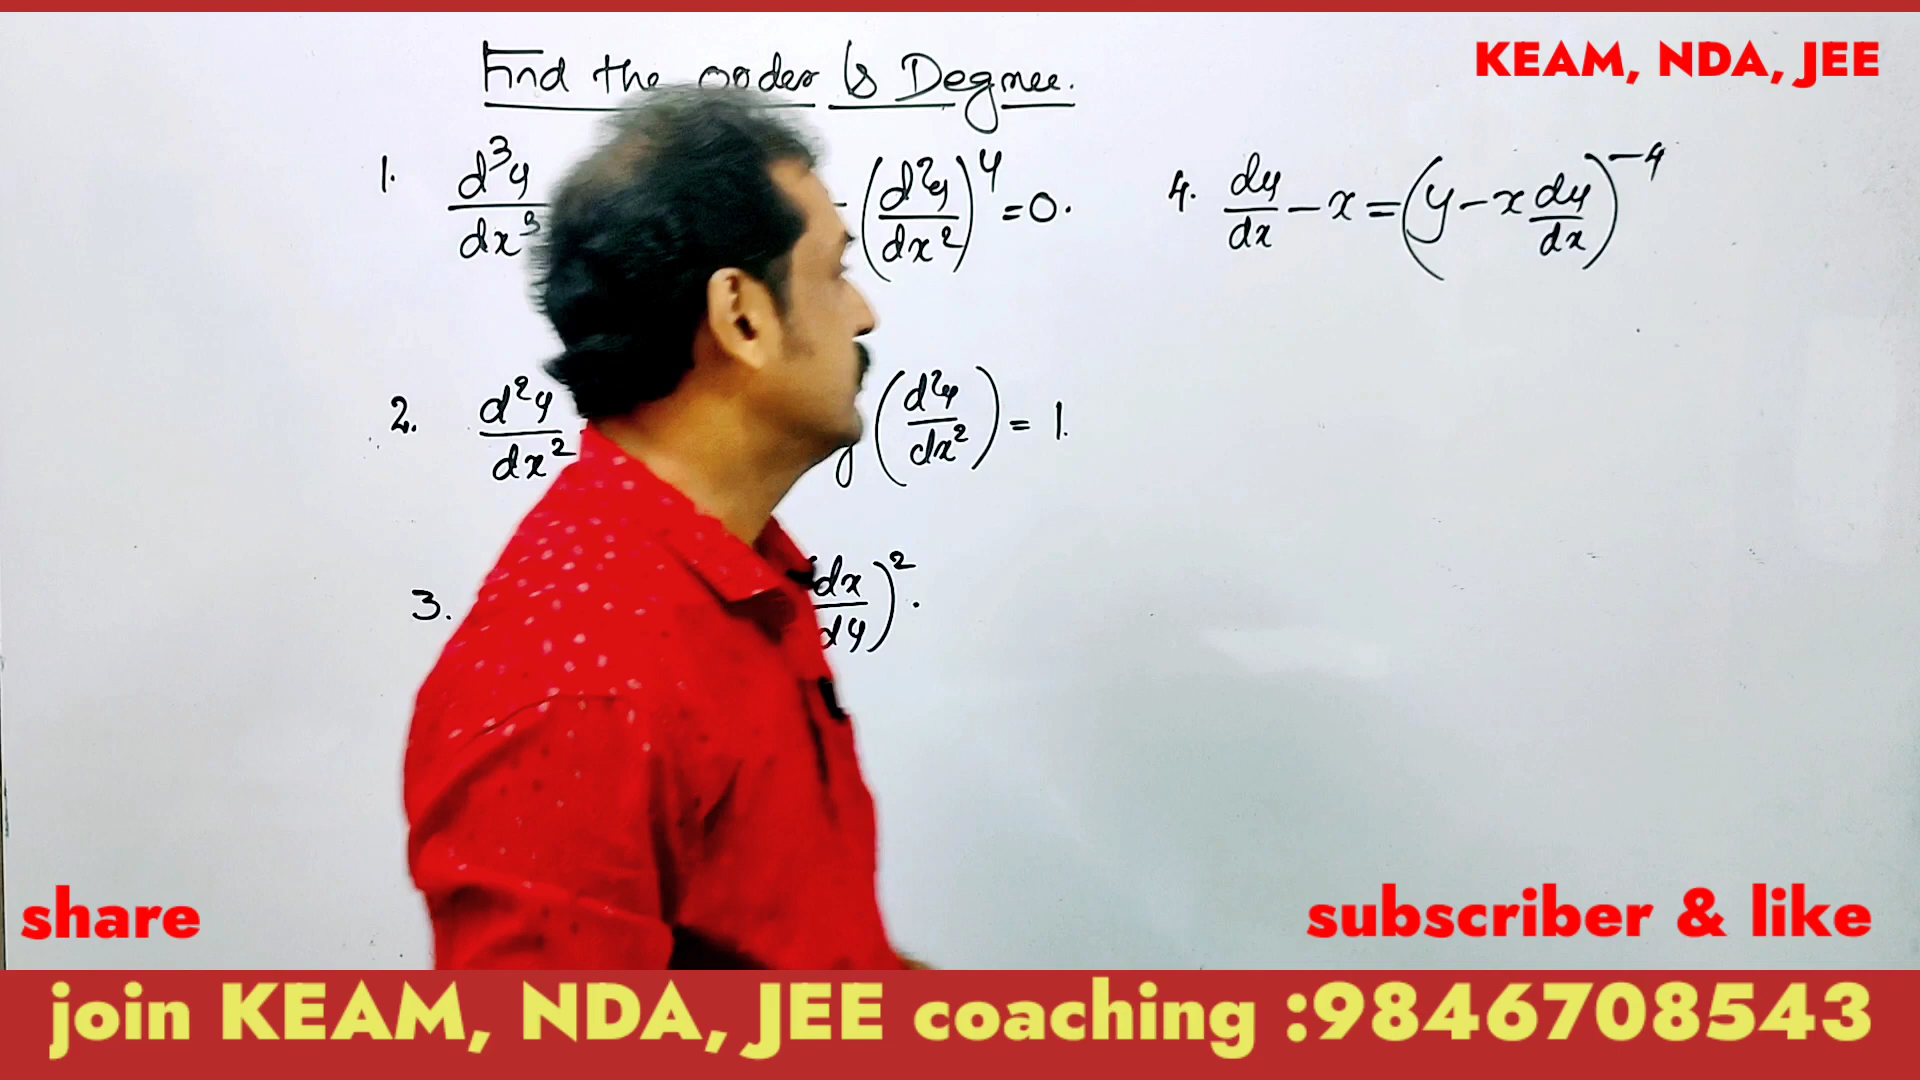 KEAM, NDA, JEE
Find the order & Degree.
1. d³y/dx³ - (d²y/dx²)⁴ = 0.
2. d²y/dx² y (d²y/dx²) = 1.
3. (dx/dy)².
4. dy/dx - x = (y - x dy/dx)⁻⁴
share
subscriber & like
join KEAM, NDA, JEE coaching :9846708543